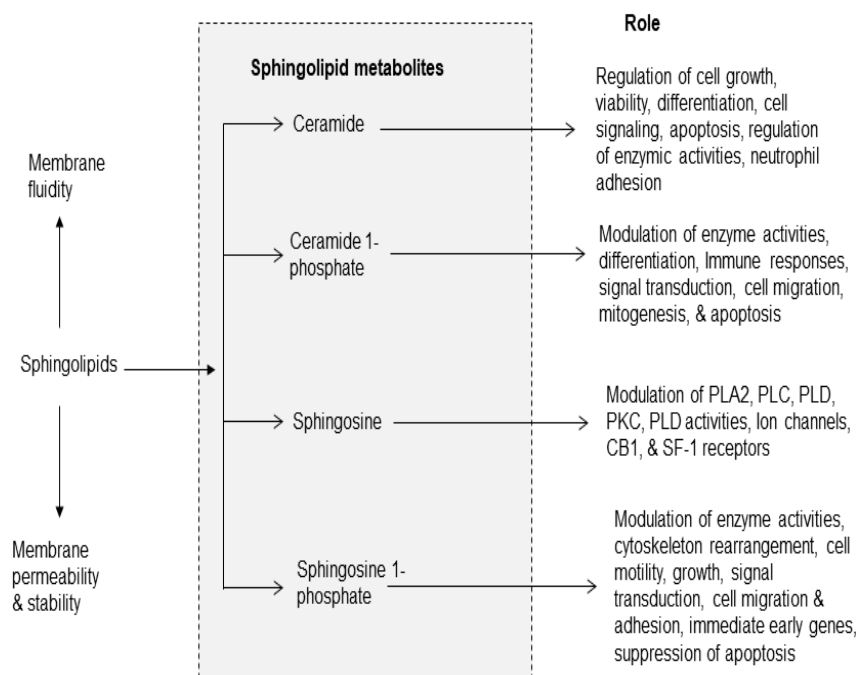 Role
Sphingolipid metabolites
Regulation of cell growth,
viability, differentiation, cell
signaling, apoptosis, regulation
of enzymic activities, neutrophil
adhesion
Ceramide
Membrane
fluidity
Ceramide 1-
phosphate
Modulation of enzyme activities,
differentiation, Immune responses,
signal transduction, cell migration,
mitogenesis, & apoptosis
Sphingolipids
Sphingosine
Modulation of PLA2, PLC, PLD,
PKC, PLD activities, Ion channels,
CB1, & SF-1 receptors
Membrane
permeability
& stability
Sphingosine 1-
phosphate
Modulation of enzyme activities,
cytoskeleton rearrangement, cell
motility, growth, signal
transduction, cell migration &
adhesion, immediate early genes,
suppression of apoptosis